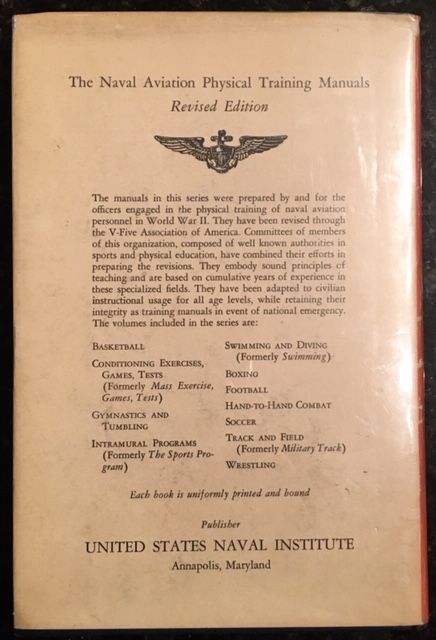 The Naval Aviation Physical Training Manuals
Revised Edition
The manuals in this series were prepared by and for the
officers engaged in the physical training of naval aviation
personnel in World War II. They have been revised through
the V-Five Association of America. Committees of members
of this organization, composed of well known authorities in
sports and physical education, have combined their efforts in
preparing the revisions. They embody sound principles of
teaching and are based on cumulative years of experience in
these specialized fields. They have been adapted to civilian
instructional usage for all age levels, while retaining their
integrity as training manuals in event of national emergency.
The volumes included in the series are:
BASKETBALL
CONDITIONING EXERCISES,
GAMES, TESTS
(Formerly Mass Exercise,
Games, Tests)
GYMNASTICS AND
TUMBLING
INTRAMURAL PROGRAMS
(Formerly The Sports Pro-
gram)
SWIMMING AND DIVING
(Formerly Swimming)
BOXING
FOOTBALL
HAND-TO-HAND COMBAT
SOCCER
TRACK AND FIELD
(Formerly Military Track)
WRESTLING
Each book is uniformly printed and bound
Publisher
UNITED STATES NAVAL INSTITUTE
Annapolis, Maryland